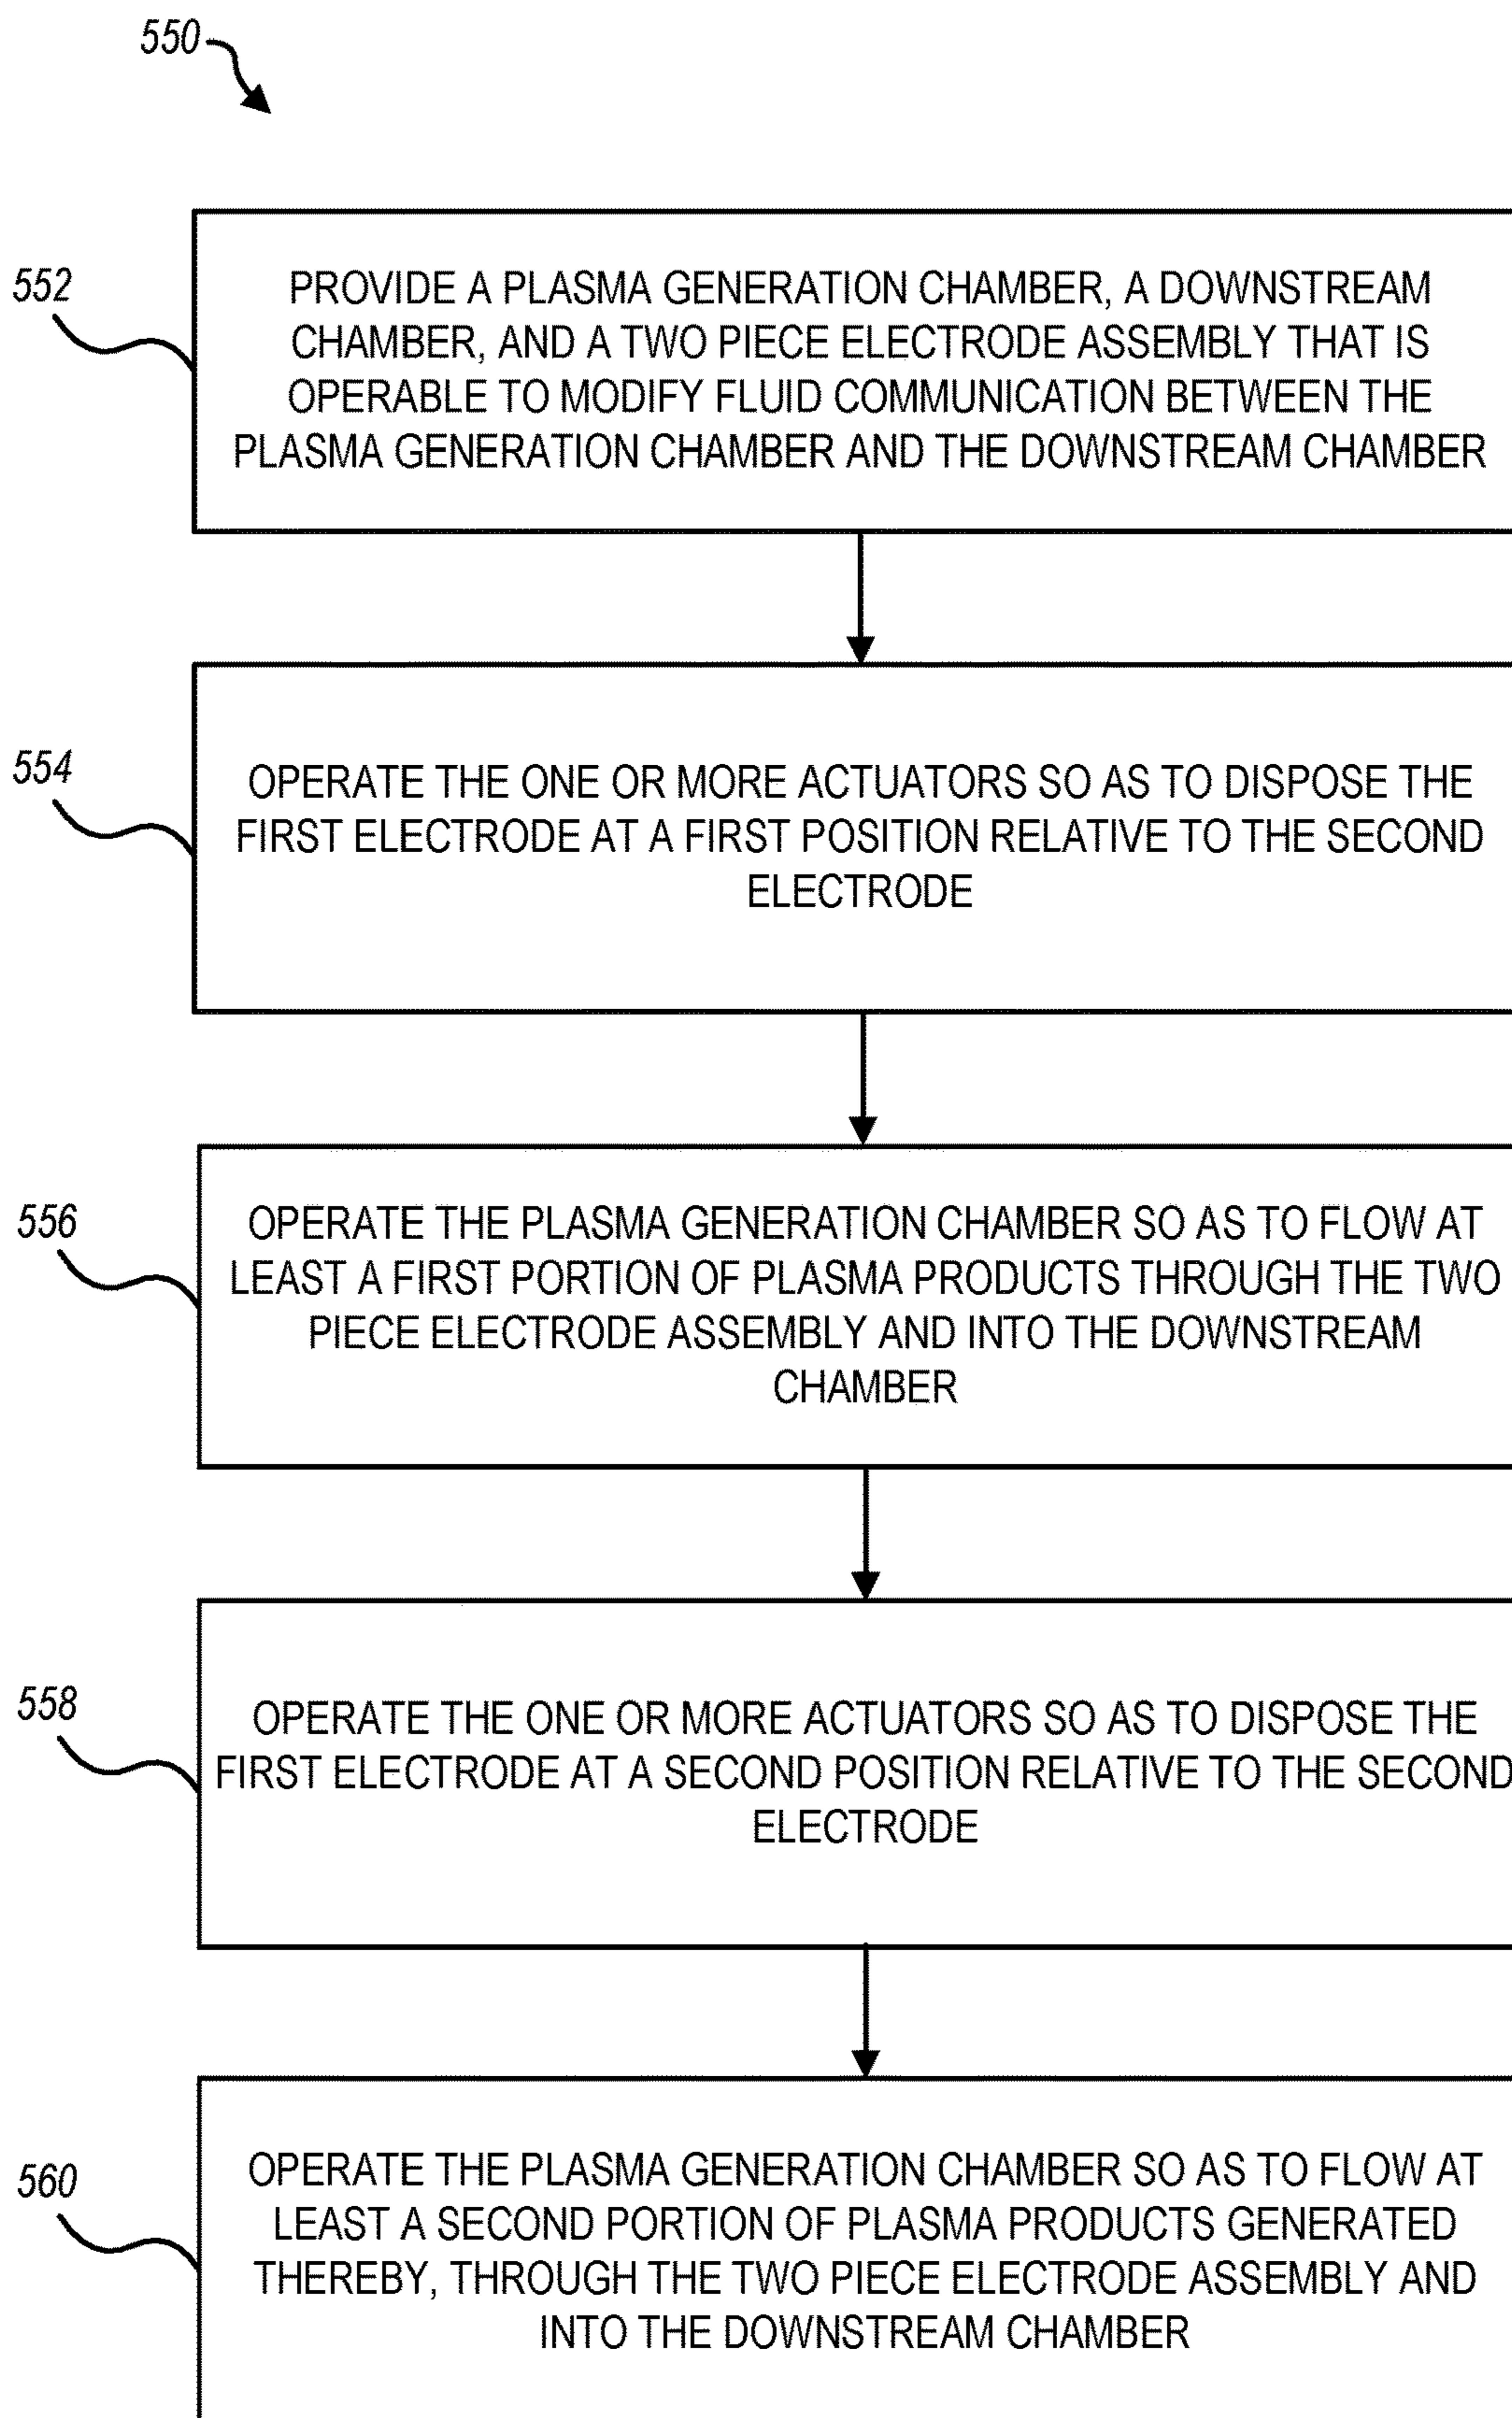 550
552
PROVIDE A PLASMA GENERATION CHAMBER, A DOWNSTREAM
CHAMBER, AND A TWO PIECE ELECTRODE ASSEMBLY THAT IS
OPERABLE TO MODIFY FLUID COMMUNICATION BETWEEN THE
PLASMA GENERATION CHAMBER AND THE DOWNSTREAM CHAMBER
554
OPERATE THE ONE OR MORE ACTUATORS SO AS TO DISPOSE THE
FIRST ELECTRODE AT A FIRST POSITION RELATIVE TO THE SECOND
ELECTRODE
556
OPERATE THE PLASMA GENERATION CHAMBER SO AS TO FLOW AT
LEAST A FIRST PORTION OF PLASMA PRODUCTS THROUGH THE TWO
PIECE ELECTRODE ASSEMBLY AND INTO THE DOWNSTREAM
CHAMBER
558
OPERATE THE ONE OR MORE ACTUATORS SO AS TO DISPOSE THE
FIRST ELECTRODE AT A SECOND POSITION RELATIVE TO THE SECOND
ELECTRODE
560
OPERATE THE PLASMA GENERATION CHAMBER SO AS TO FLOW AT
LEAST A SECOND PORTION OF PLASMA PRODUCTS GENERATED
THEREBY, THROUGH THE TWO PIECE ELECTRODE ASSEMBLY AND
INTO THE DOWNSTREAM CHAMBER